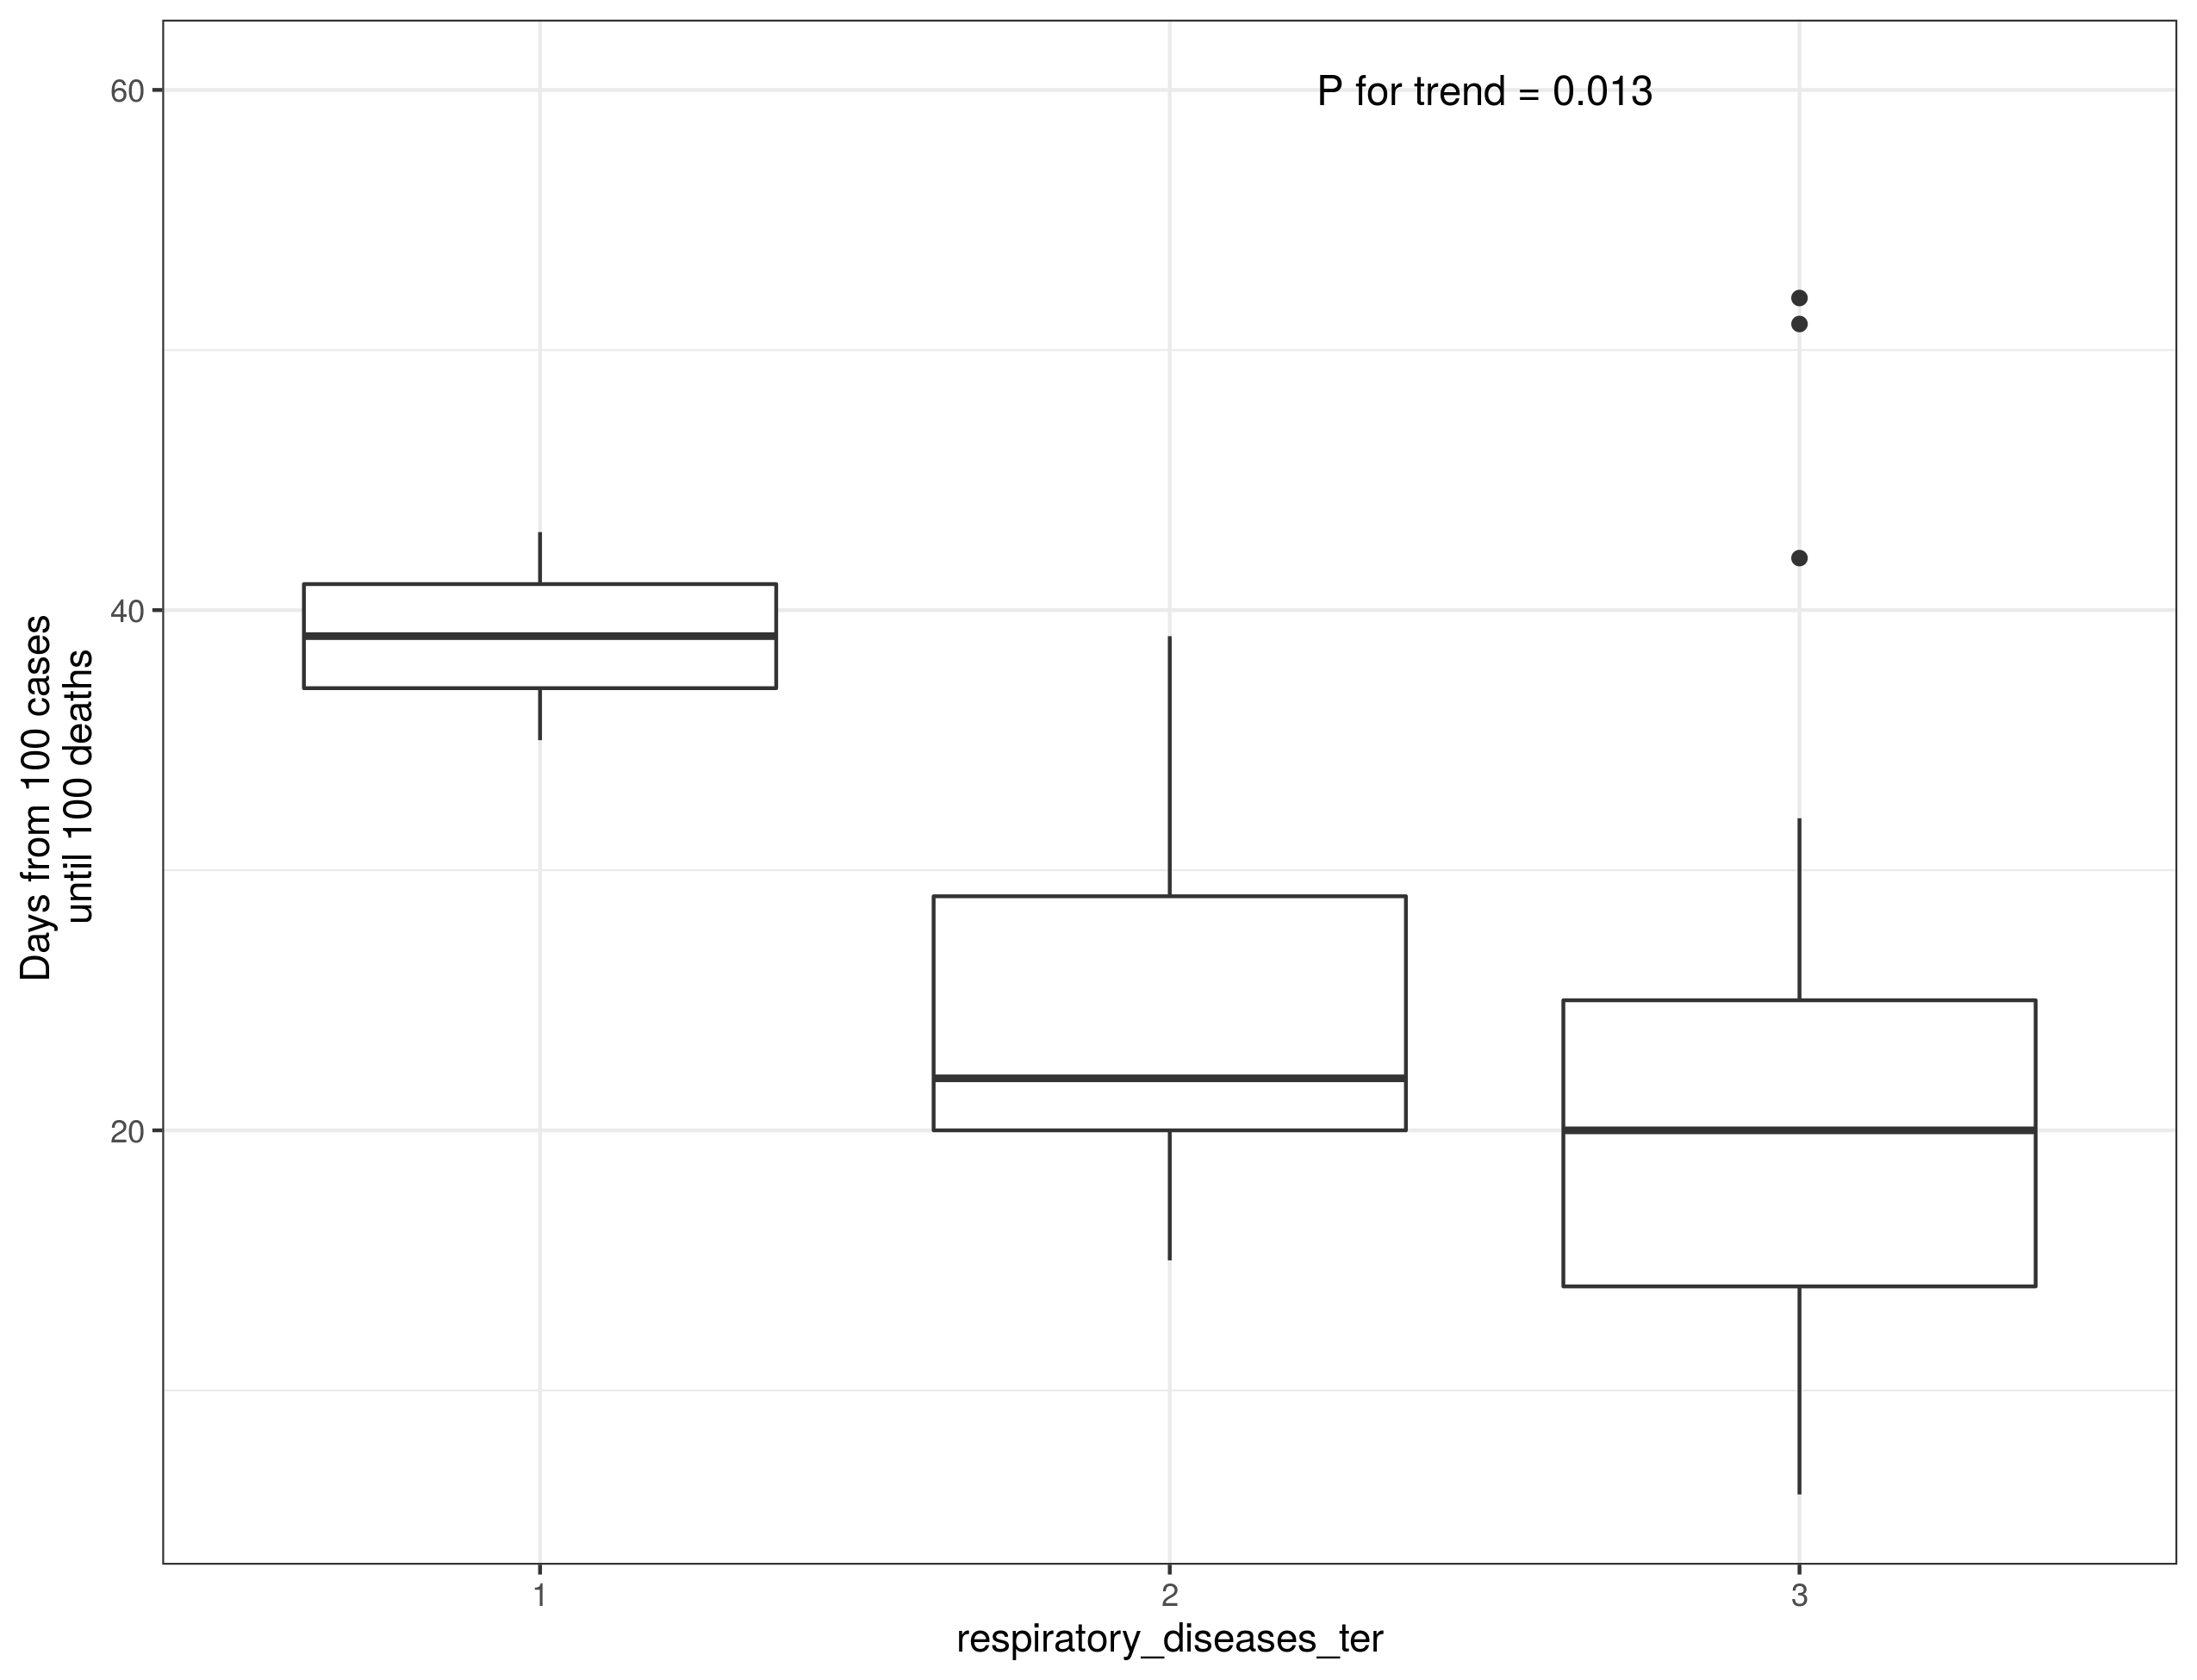 P for trend = 0.013
60
40
20
Days from 100 cases
until 100 deaths
1
2
3
respiratory_diseases_ter